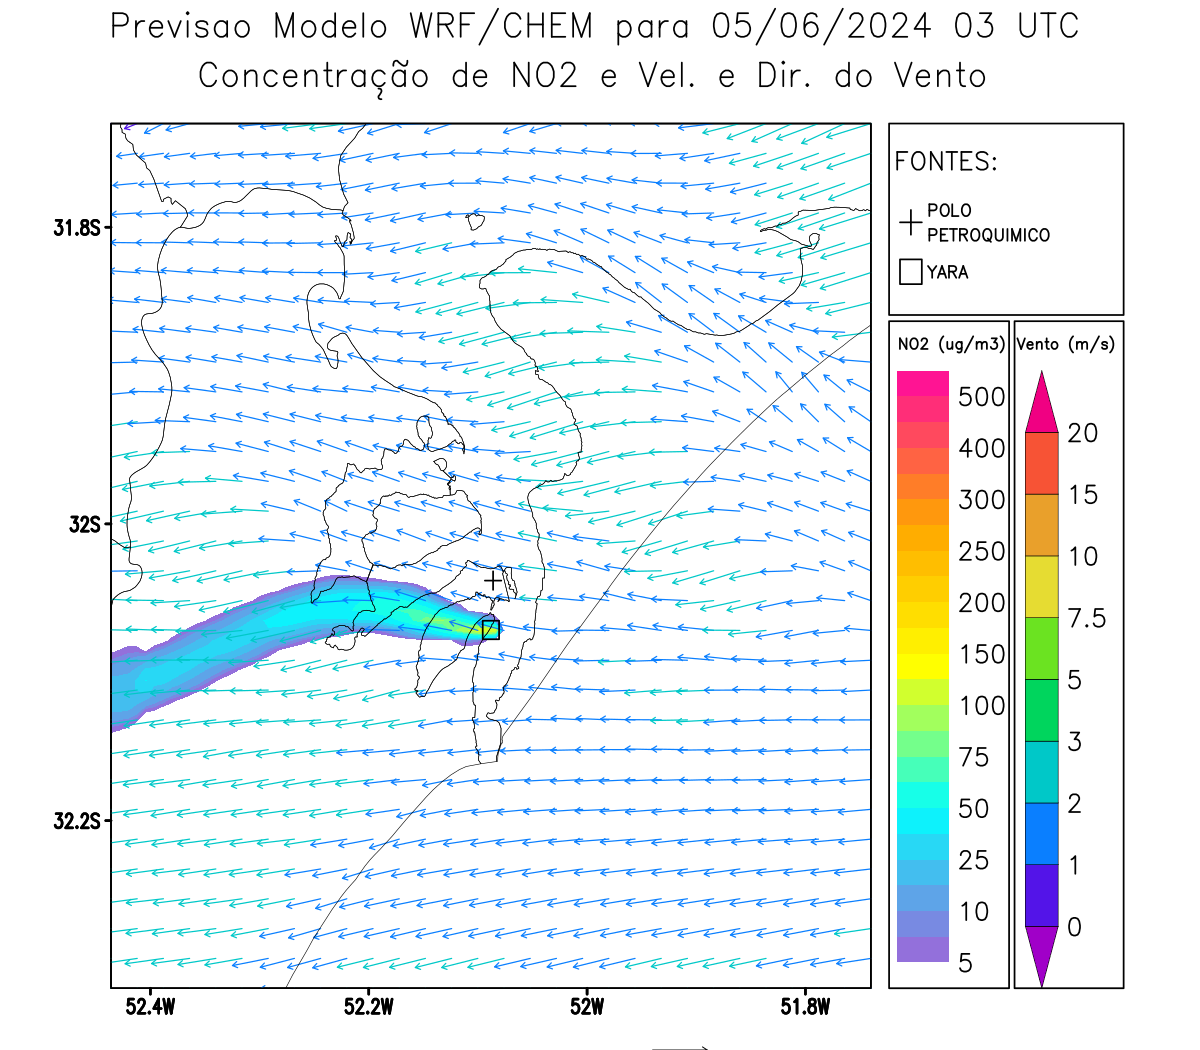 Previsao Modelo WRF/CHEM para 05/06/2024 03 UTC
Concentração de NO2 e Vel. e Dir. do Vento
FONTES:
POLO
PETROQUIMICO
YARA
NO2 (ug/m3)
500
400
300
250
200
150
100
75
50
25
10
5
Vento (m/s)
20
15
10
7.5
5
3
2
1
0
31.8S
32S
32.2S
52.4W
52.2W
52W
51.8W